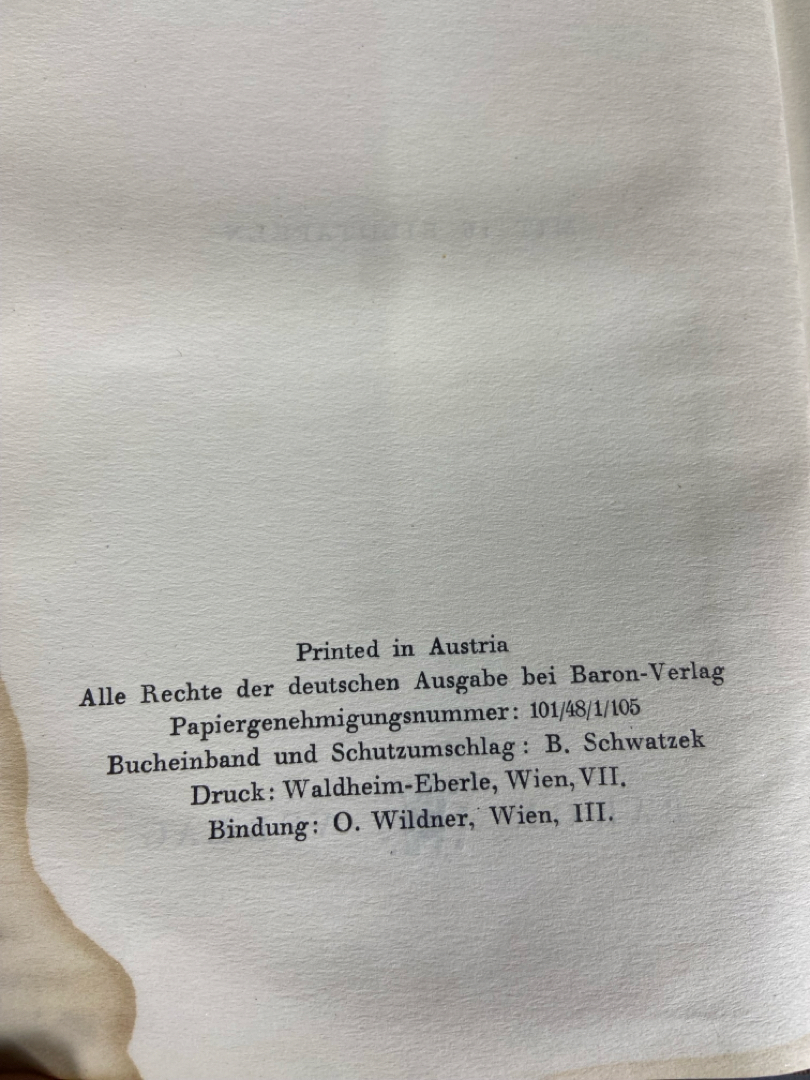 Printed in Austria
Alle Rechte der deutschen Ausgabe bei Baron-Verlag
Papiergenehmigungsnummer: 101/48/1/105
Bucheinband und Schutzumschlag: B. Schwatzek
Druck: Waldheim-Eberle, Wien, VII.
Bindung: O. Wildner, Wien, III.